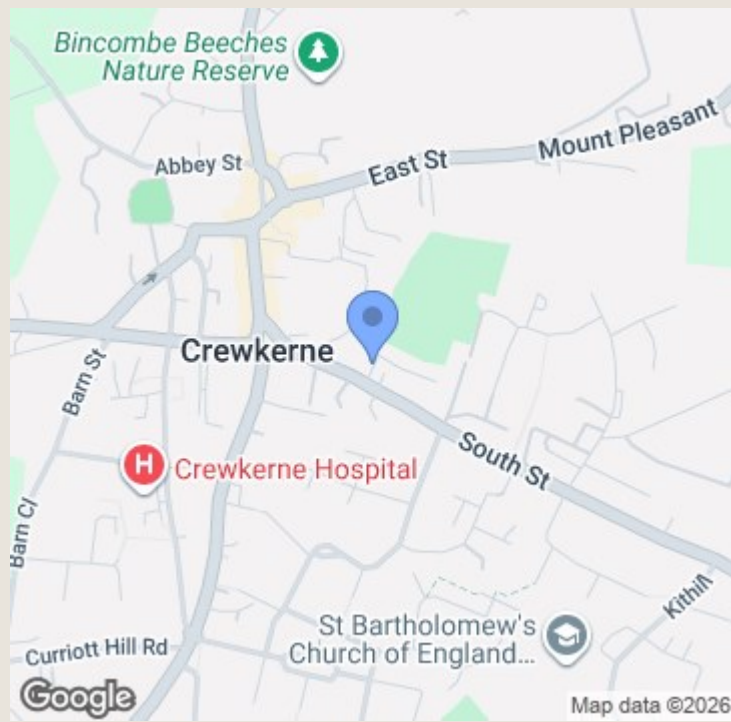 Bincombe Beeches
Nature Reserve
Abbey St
East St
Mount Pleasant
Crewkerne
Barn St
H
Crewkerne Hospital
South St
Barn Cl
Kithill
St Bartholomew's
Church of England...
Curriott Hill Rd
Google
Map data ©2026